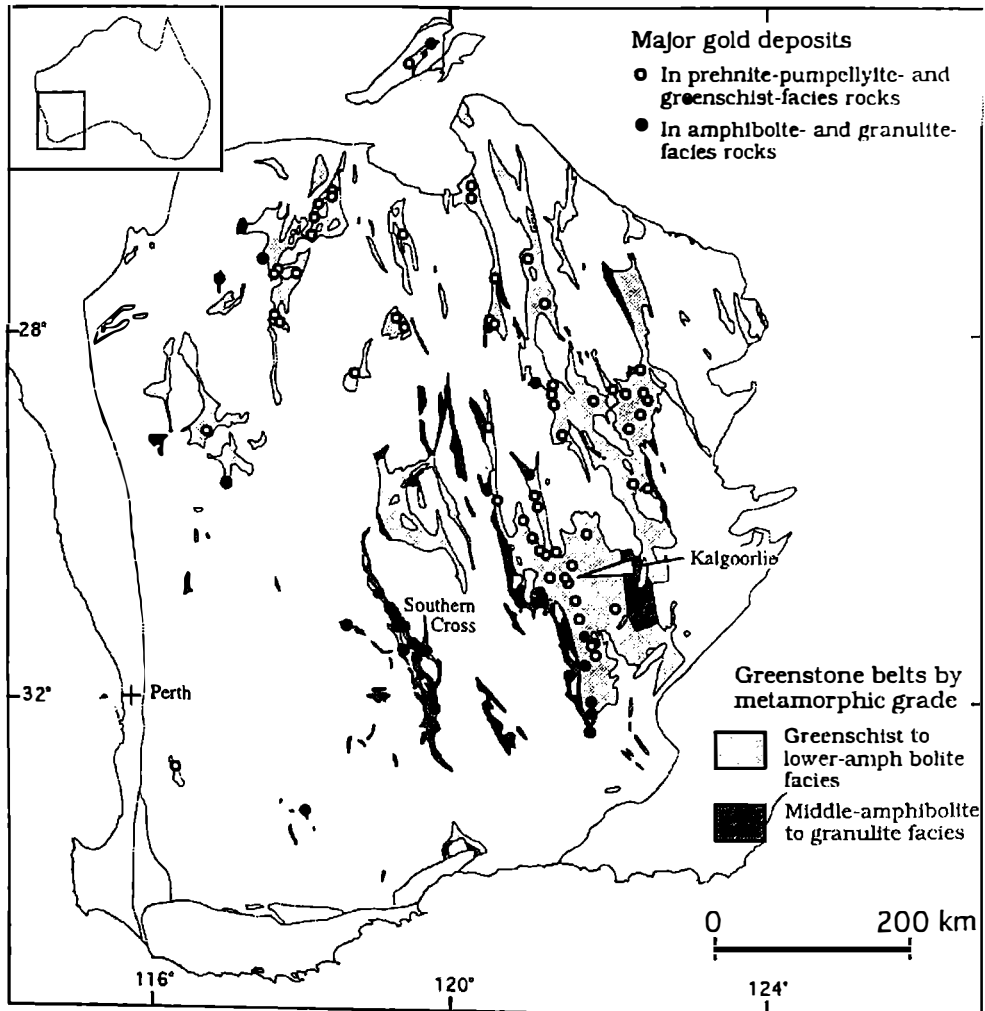 Major gold deposits
In prehnite-pumpellyite- and
greenschist-facies rocks
In amphibolte- and granulite-
facies rocks
28°
Kalgoorlie
Southern
Cross
32°
Perth
Greenstone belts by
metamorphic grade
Greenschist to
lower-amph bolite
facies
Middle-amphibolite
to granulite facies
0 200 km
116°
120°
124°